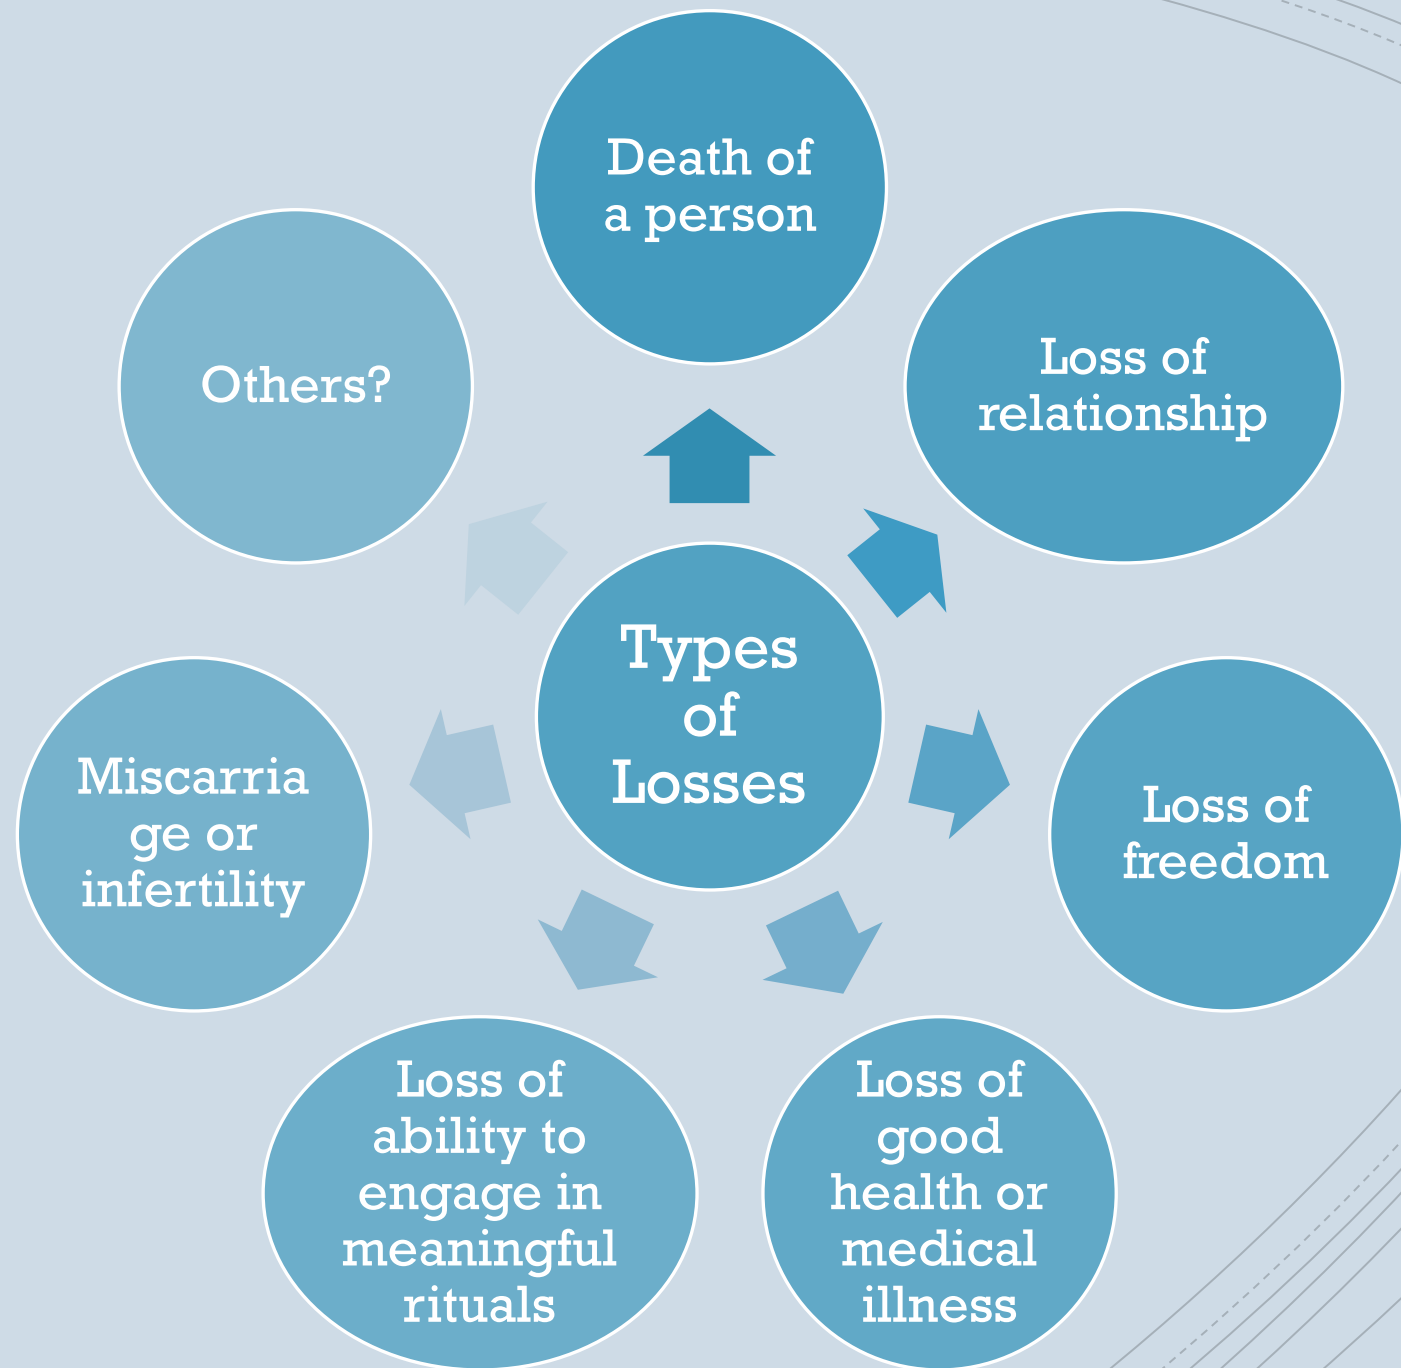 Death of
a person
Loss of
relationship
Loss of
freedom
Loss of
good
health or
medical
illness
Loss of
ability to
engage in
meaningful
rituals
Miscarria
ge or
infertility
Others?
Types
of
Losses